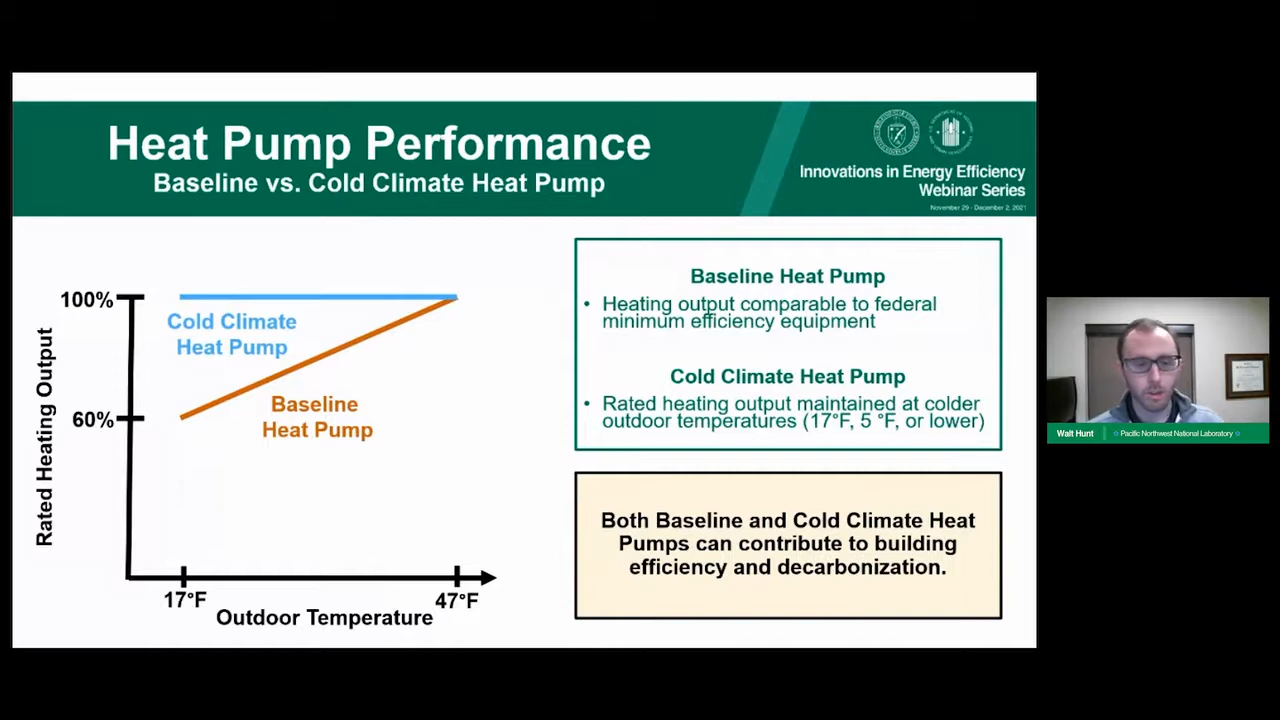 Heat Pump Performance
Baseline vs. Cold Climate Heat Pump
Innovations in Energy Efficiency
Webinar Series
November 29 - December 2, 2021
Rated Heating Output
100%
60%
Cold Climate
Heat Pump
Baseline
Heat Pump
17°F
47°F
Outdoor Temperature
Baseline Heat Pump
• Heating output comparable to federal
minimum efficiency equipment
Cold Climate Heat Pump
• Rated heating output maintained at colder
outdoor temperatures (17°F, 5 °F, or lower)
Both Baseline and Cold Climate Heat
Pumps can contribute to building
efficiency and decarbonization.
Walt Hunt
Pacific Northwest National Laboratory